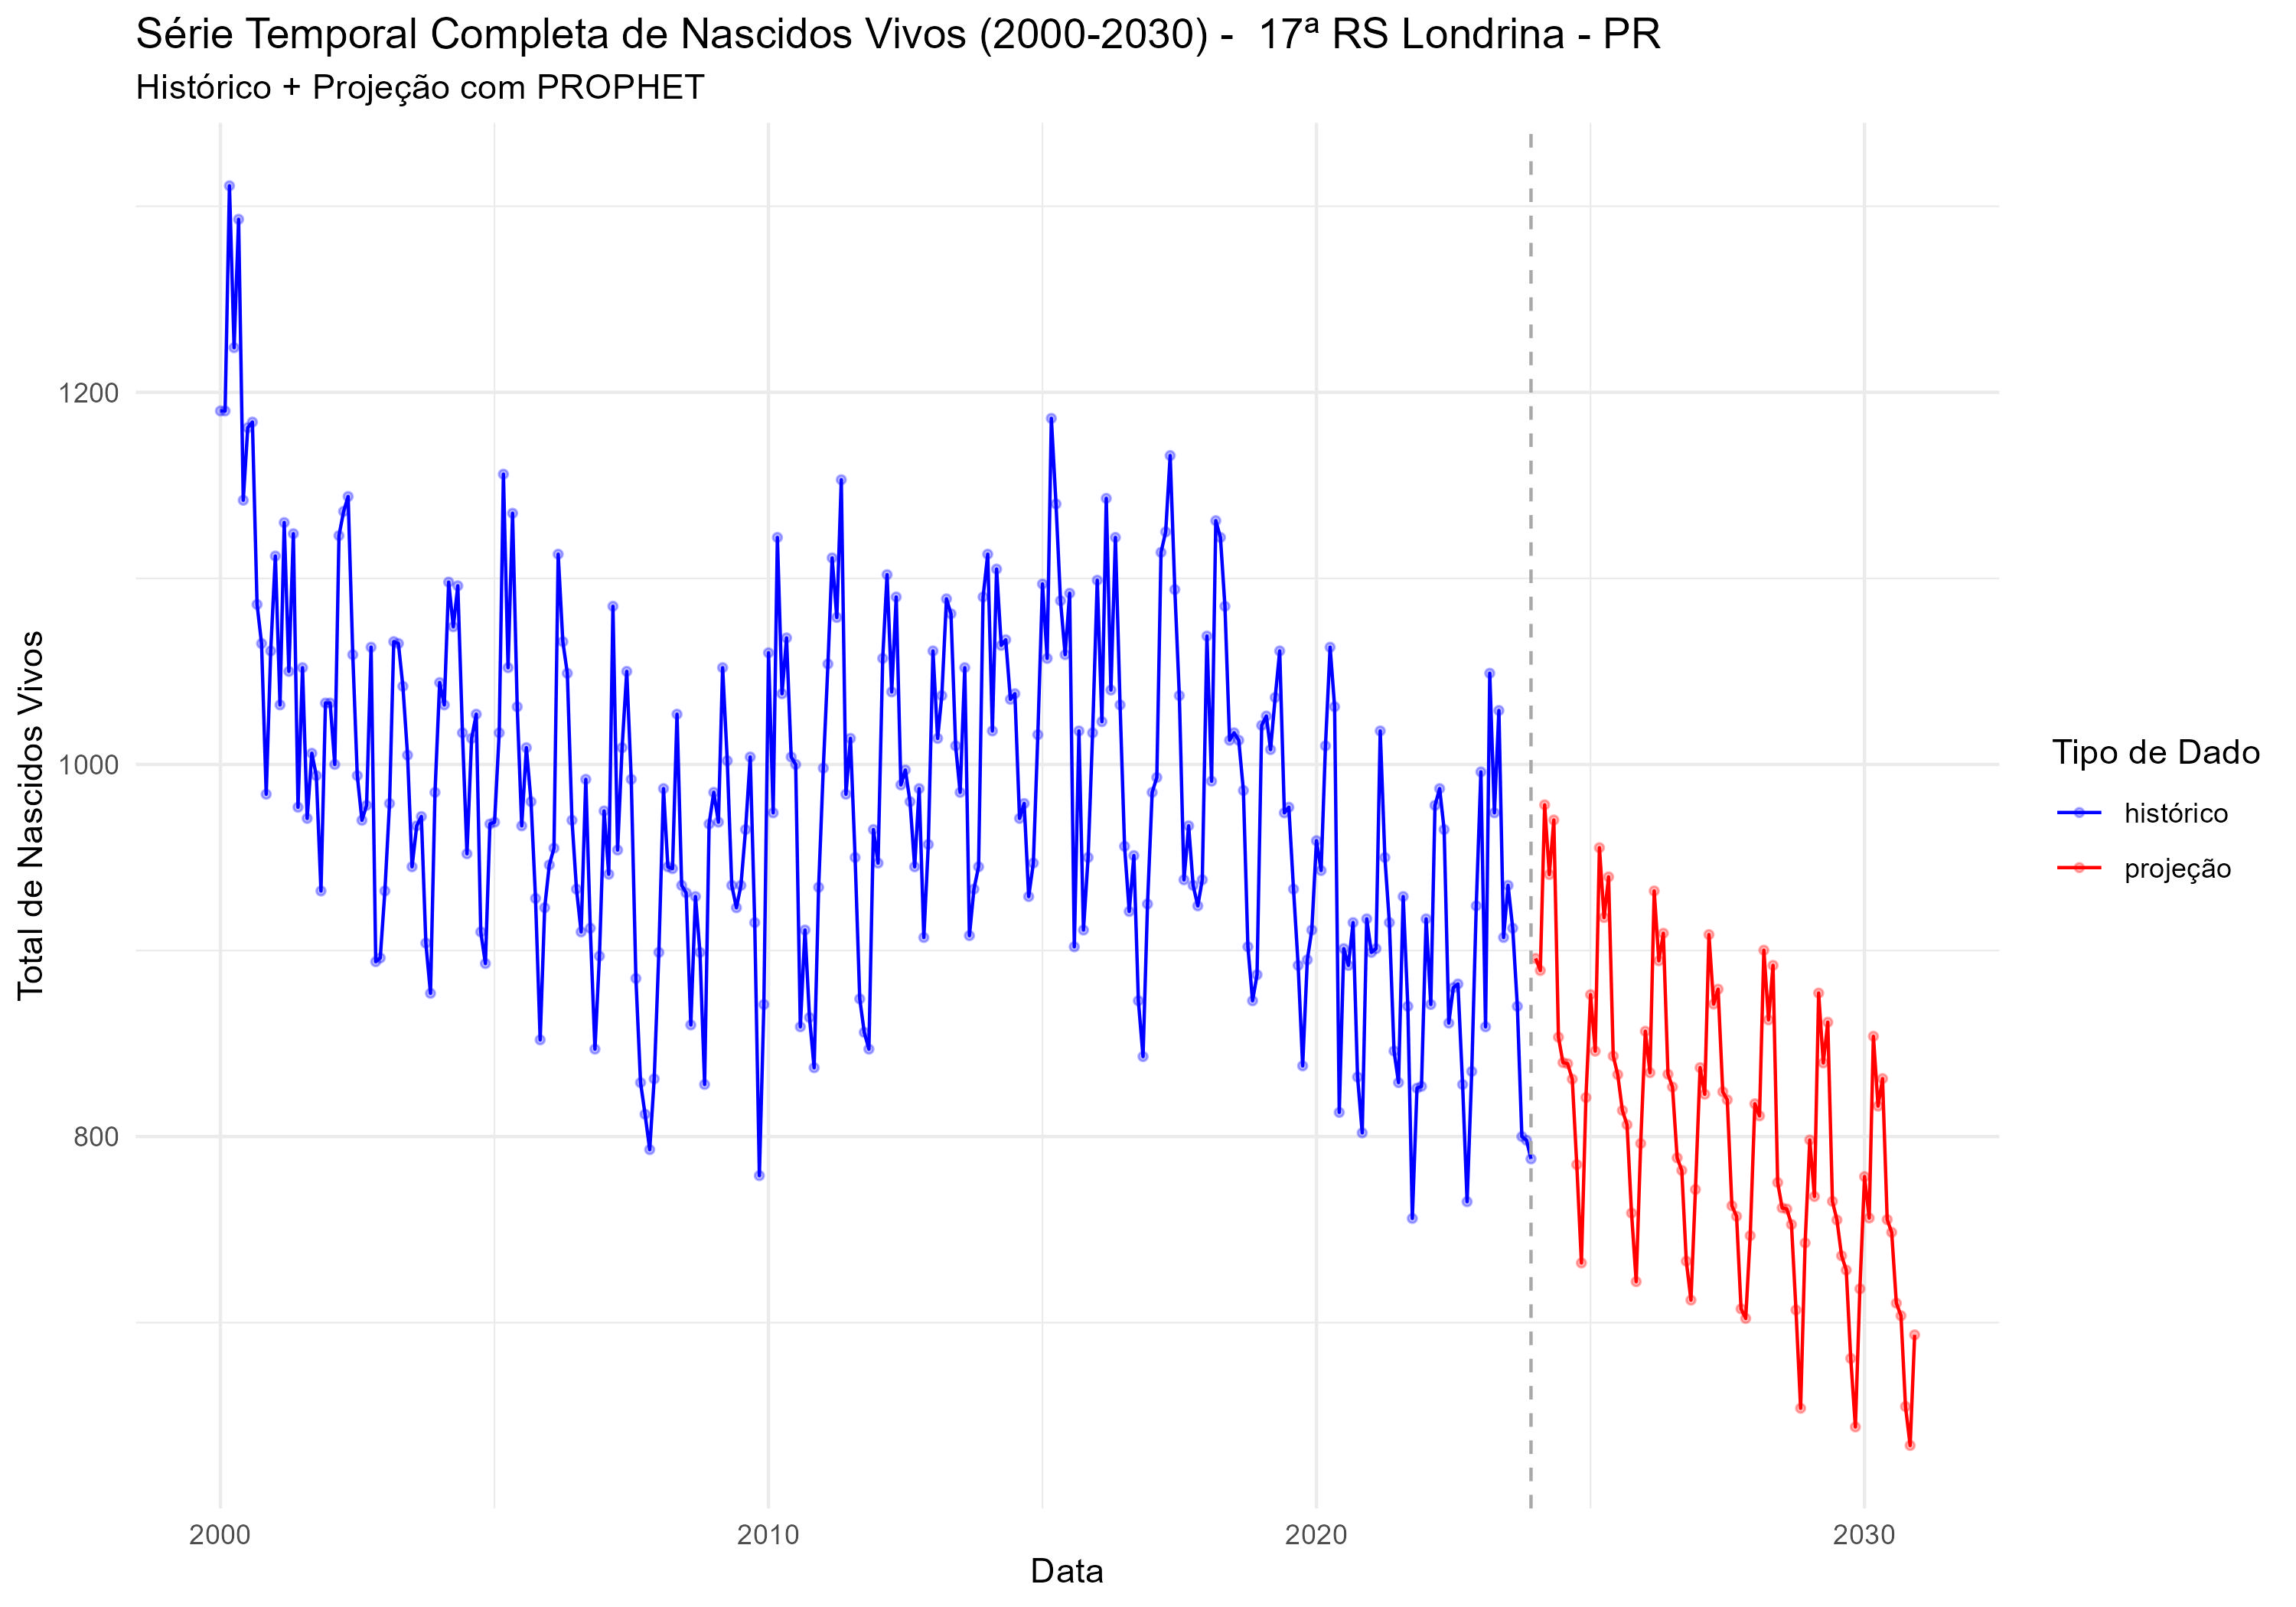 Série Temporal Completa de Nascidos Vivos (2000-2030) -  17ª RS Londrina - PR
Histórico + Projeção com PROPHET
Total de Nascidos Vivos
1200
1000
800
2000
2010
2020
2030
Data
Tipo de Dado
histórico
projeção